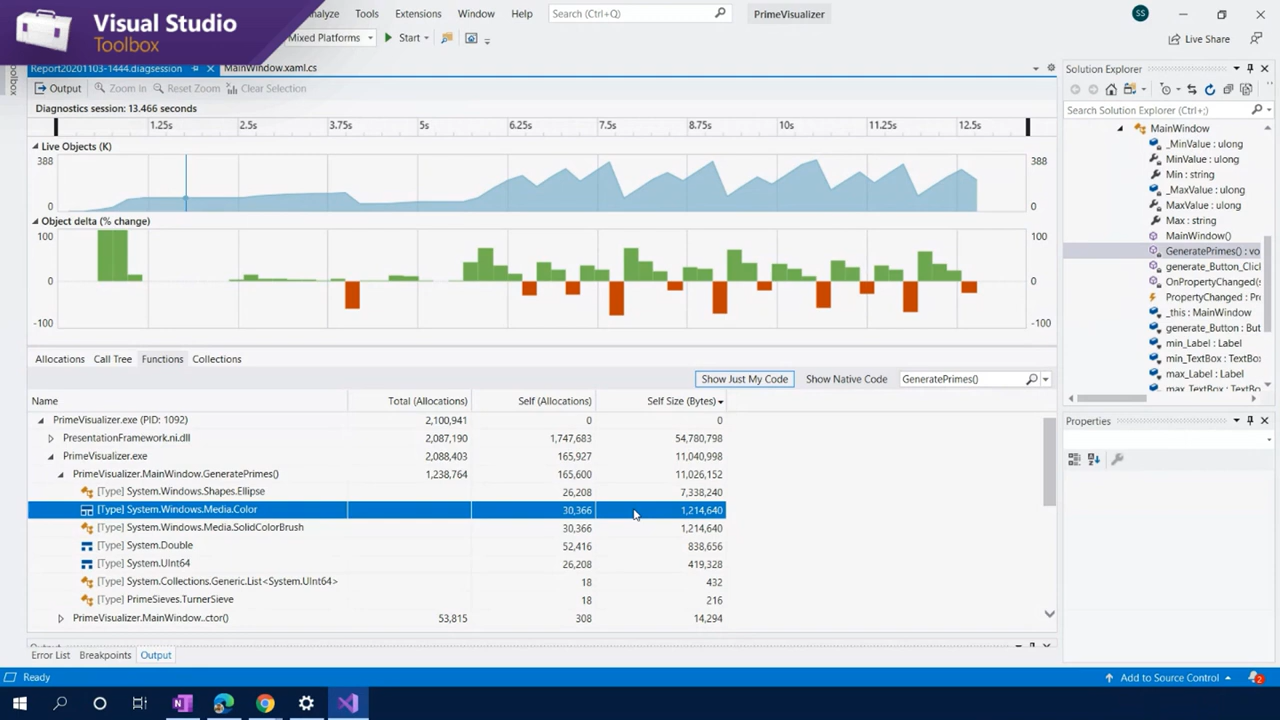 Visual Studio
Toolbox
Analyze Tools Extensions Window Help Search (Ctrl+Q) PrimeVisualizer SS
Mixed Platforms Start Live Share
Toolbox
Report20201103-1444.diagsession MainWindow.xaml.cs
Output Zoom In Reset Zoom Clear Selection
Diagnostics session: 13.466 seconds
1.25s 2.5s 3.75s 5s 6.25s 7.5s 8.75s 10s 11.25s 12.5s
Live Objects (K)
388 388
0 0
Object delta (% change)
100 100
0 0
-100 -100
Allocations Call Tree Functions Collections
Show Just My Code Show Native Code GeneratePrimes()
Name Total (Allocations) Self (Allocations) Self Size (Bytes)
PrimeVisualizer.exe (PID: 1092) 2,100,941 0 0
PresentationFramework.ni.dll 2,087,190 1,747,683 54,780,798
PrimeVisualizer.exe 2,088,403 165,927 11,040,998
PrimeVisualizer.MainWindow.GeneratePrimes() 1,238,764 165,600 11,026,152
[Type] System.Windows.Shapes.Ellipse 26,208 7,338,240
[Type] System.Windows.Media.Color 30,366 1,214,640
[Type] System.Windows.Media.SolidColorBrush 30,366 1,214,640
[Type] System.Double 52,416 838,656
[Type] System.UInt64 26,208 419,328
[Type] System.Collections.Generic.List<System.UInt64> 18 432
[Type] PrimeSieves.TurnerSieve 18 216
PrimeVisualizer.MainWindow..ctor() 53,815 308 14,294
Output
Error List Breakpoints Output
Solution Explorer
Search Solution Explorer (Ctrl+;)
MainWindow
_MinValue : ulong
MinValue : ulong
Min : string
_MaxValue : ulong
MaxValue : ulong
Max : string
MainWindow()
GeneratePrimes() : vo
generate_Button_Click
OnPropertyChanged(s
PropertyChanged : Pro
_this : MainWindow
generate_Button : But
min_Label : Label
min_TextBox : TextBox
max_Label : Label
max_TextBox : TextBox
Properties
Ready Add to Source Control 2